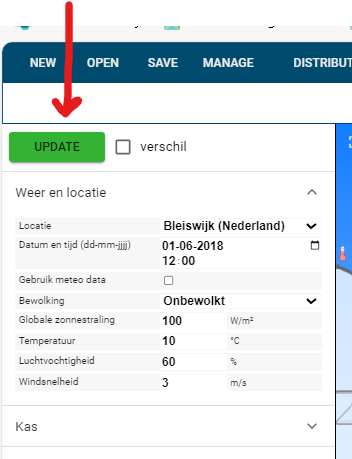 NEW OPEN SAVE MANAGE DISTRIBUT
UPDATE verschil
Weer en locatie
Locatie Bleiswijk (Nederland)
Datum en tijd (dd-mm-jjjj) 01-06-2018
12:00
Gebruik meteo data
Bewolking Onbewolkt
Globale zonnestraling 100 W/m²
Temperatuur 10 °C
Luchtvochtigheid 60 %
Windsnelheid 3 m/s
Kas